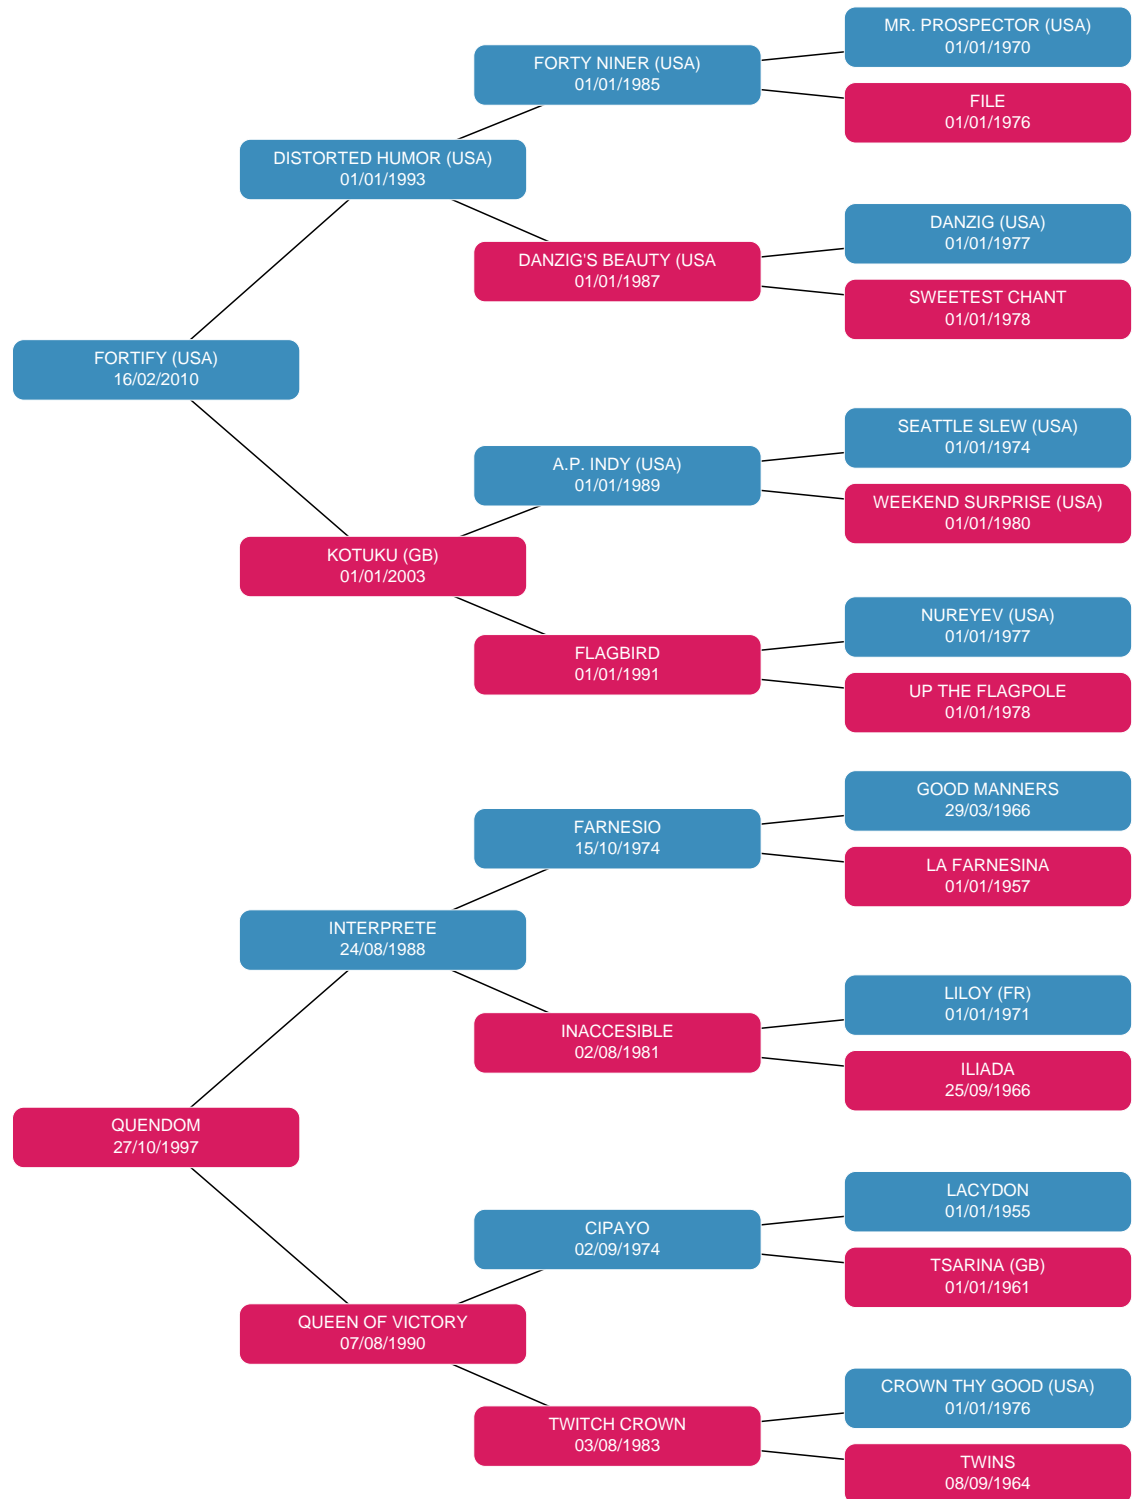 MR. PROSPECTOR (USA)
01/01/1970
FORTY NINER (USA)
01/01/1985
FILE
01/01/1976
DISTORTED HUMOR (USA)
01/01/1993
DANZIG (USA)
01/01/1977
DANZIG'S BEAUTY (USA
01/01/1987
SWEETEST CHANT
01/01/1978
FORTIFY (USA)
16/02/2010
SEATTLE SLEW (USA)
01/01/1974
A.P. INDY (USA)
01/01/1989
WEEKEND SURPRISE (USA)
01/01/1980
KOTUKU (GB)
01/01/2003
NUREYEV (USA)
01/01/1977
FLAGBIRD
01/01/1991
UP THE FLAGPOLE
01/01/1978
GOOD MANNERS
29/03/1966
FARNESIO
15/10/1974
LA FARNESINA
01/01/1957
INTERPRETE
24/08/1988
LILOY (FR)
01/01/1971
INACCESIBLE
02/08/1981
ILIADA
25/09/1966
QUENDOM
27/10/1997
LACYDON
01/01/1955
CIPAYO
02/09/1974
TSARINA (GB)
01/01/1961
QUEEN OF VICTORY
07/08/1990
CROWN THY GOOD (USA)
01/01/1976
TWITCH CROWN
03/08/1983
TWINS
08/09/1964